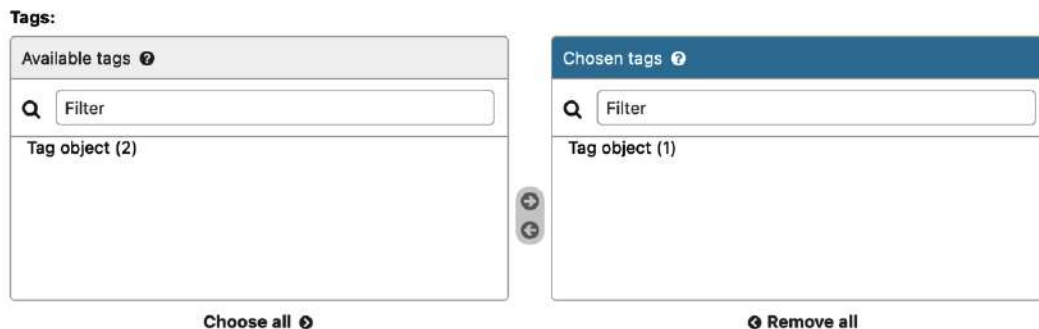 Tags:
Available tags
Chosen tags
Filter
Filter
Tag object (2)
Tag object (1)
Choose all
Remove all